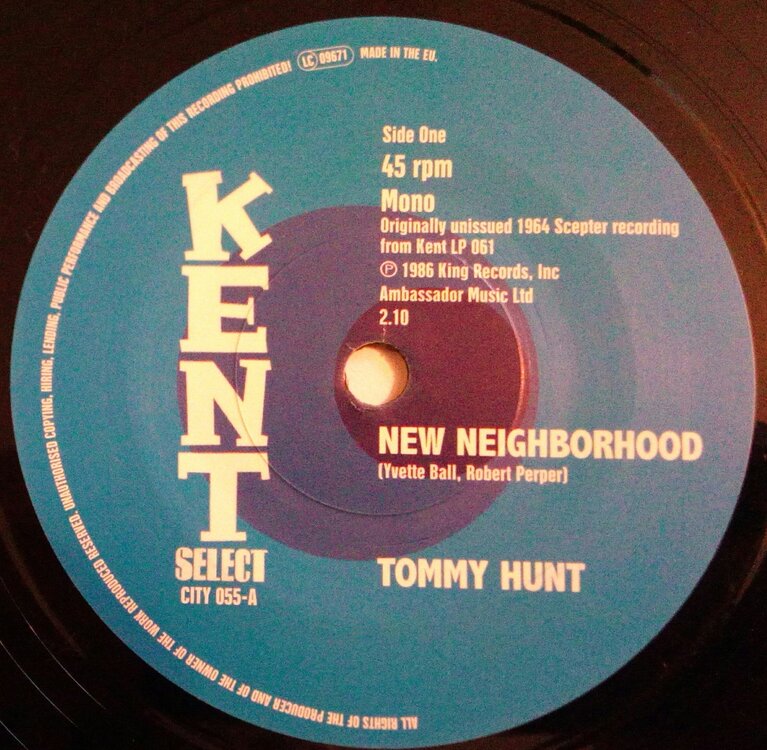 ALL RIGHTS OF THE PRODUCER AND OF THE OWNER OF THE WORK REPRODUCED RESERVED. UNAUTHORISED COPYING, HIRING, LENDING, PUBLIC PERFORMANCE AND BROADCASTING OF THIS RECORDING PROHIBITED! LC 09671 MADE IN THE EU.
Side One
45 rpm
Mono
Originally unissued 1964 Scepter recording
from Kent LP 061
℗ 1986 King Records, Inc
Ambassador Music Ltd
2.10
KENT
SELECT
CITY 055-A
NEW NEIGHBORHOOD
(Yvette Ball, Robert Perper)
TOMMY HUNT